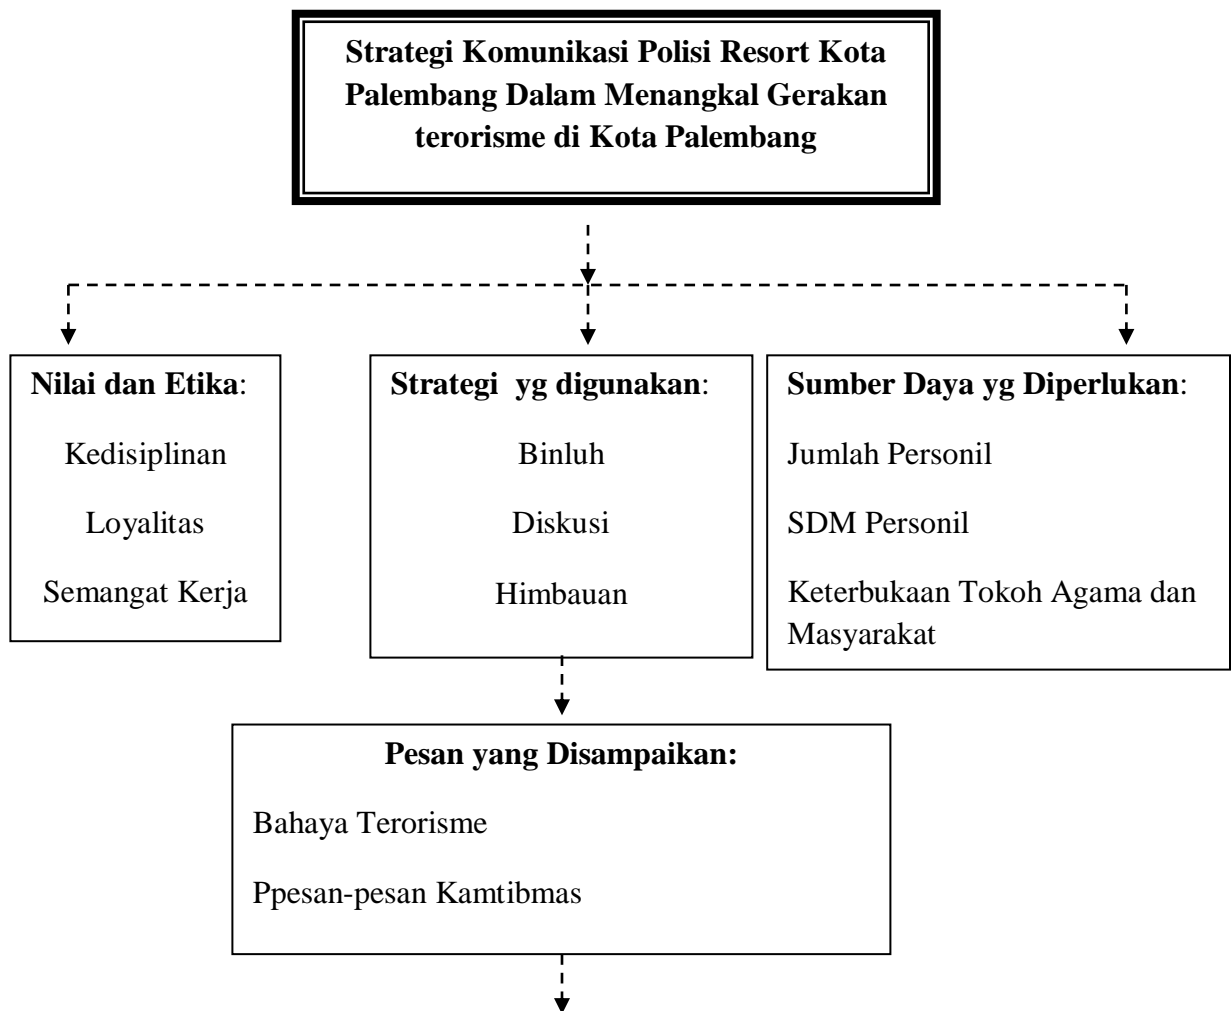 Strategi Komunikasi Polisi Resort Kota
Palembang Dalam Menangkal Gerakan
terorisme di Kota Palembang
Nilai dan Etika:
Kedisiplinan
Loyalitas
Semangat Kerja
Strategi yg digunakan:
Binluh
Diskusi
Himbauan
Sumber Daya yg Diperlukan:
Jumlah Personil
SDM Personil
Keterbukaan Tokoh Agama dan
Masyarakat
Pesan yang Disampaikan:
Bahaya Terorisme
Ppesan-pesan Kamtibmas